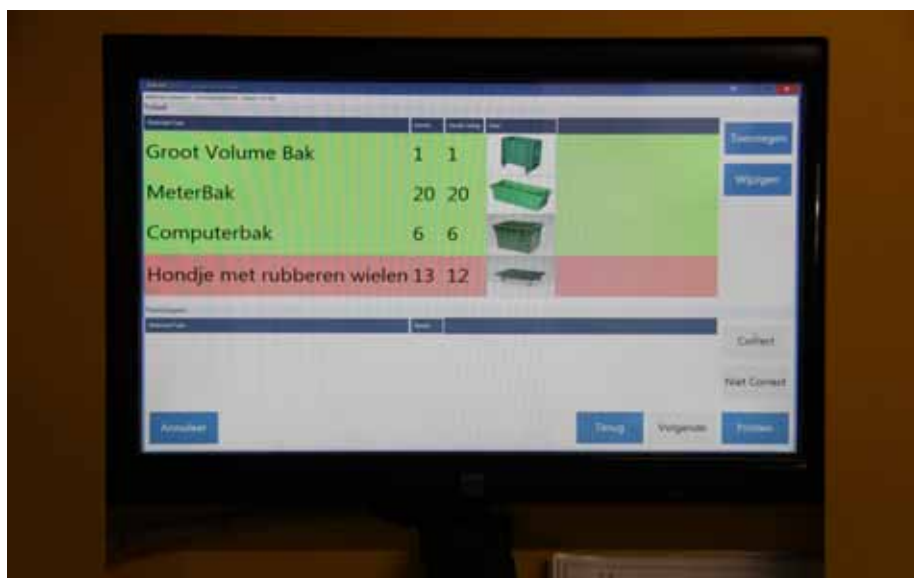 Toevoegen
Groot Volume Bak 1 1
Wijzigen
MeterBak 20 20
Computerbak 6 6
Hondje met rubberen wielen 13 12
Correct
Niet Correct
Annuleer Terug Volgende Printen